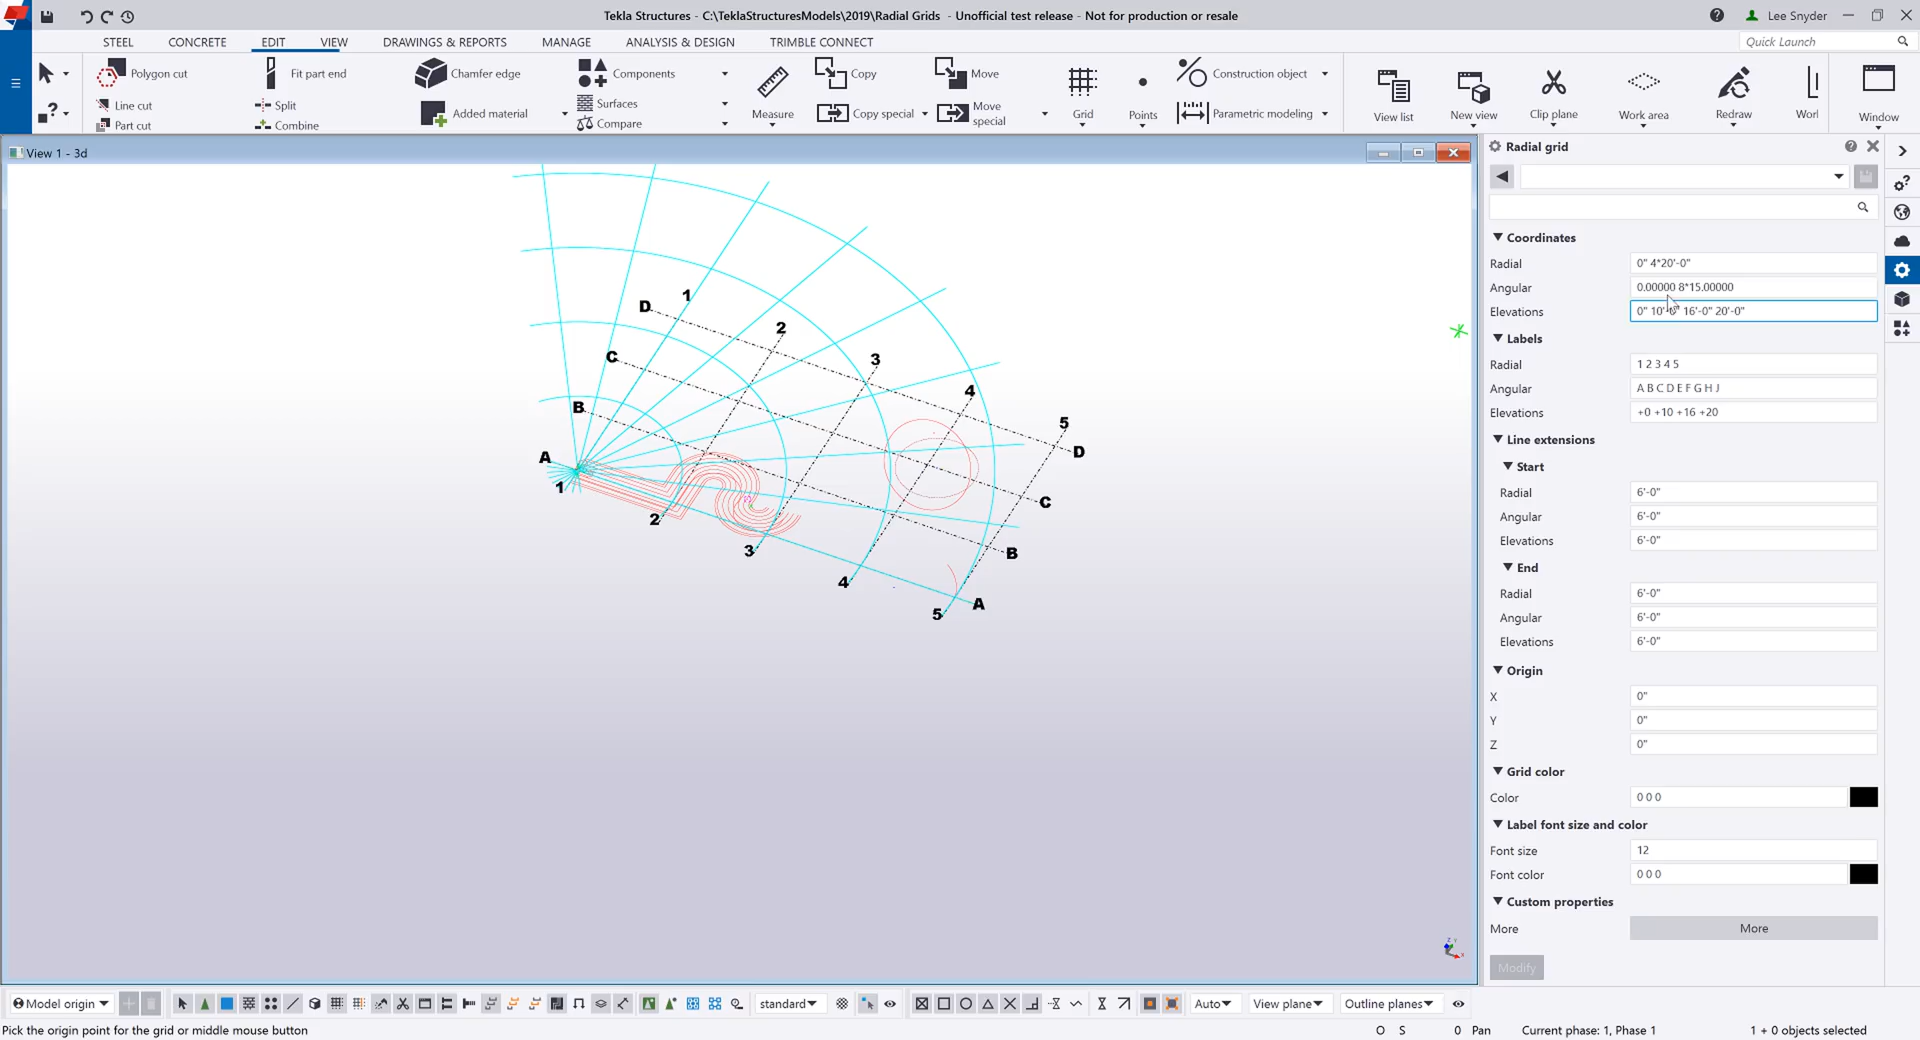 Tekla Structures - C:\TeklaStructuresModels\2019\Radial Grids - Unofficial test release - Not for production or resale
Lee Snyder
STEEL CONCRETE EDIT VIEW DRAWINGS & REPORTS MANAGE ANALYSIS & DESIGN TRIMBLE CONNECT
Quick Launch
Polygon cut
Line cut
Part cut
Fit part end
Split
Combine
Chamfer edge
Added material
Components
Surfaces
Compare
Measure
Copy
Copy special
Move
Move special
Grid
Points
Construction object
Parametric modeling
View list
New view
Clip plane
Work area
Redraw
Worl
Window
View 1 - 3d
D 1
2
C 3
4
B
5
A D
1
C
2
3 B
4
A
5
Radial grid
Coordinates
Radial 0" 4*20'-0"
Angular 0.00000 8*15.00000
Elevations 0" 10'-0" 16'-0" 20'-0"
Labels
Radial 1 2 3 4 5
Angular A B C D E F G H J
Elevations +0 +10 +16 +20
Line extensions
Start
Radial 6'-0"
Angular 6'-0"
Elevations 6'-0"
End
Radial 6'-0"
Angular 6'-0"
Elevations 6'-0"
Origin
X 0"
Y 0"
Z 0"
Grid color
Color 0 0 0
Label font size and color
Font size 12
Font color 0 0 0
Custom properties
More More
Modify
Model origin standard Auto View plane Outline planes
Pick the origin point for the grid or middle mouse button O S 0 Pan Current phase: 1, Phase 1 1 + 0 objects selected